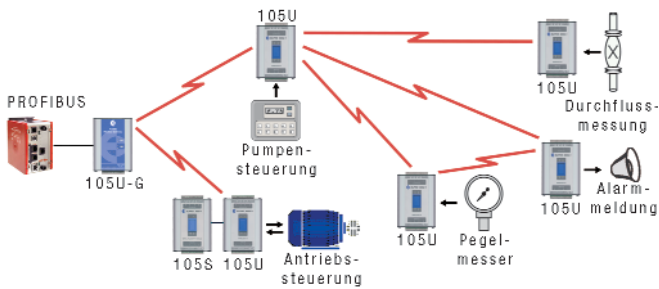 105U
105U
Durchfluss-
messung
PROFIBUS
105U-G
Pumpen-
steuerung
105U
Alarm-
meldung
105U
Pegel-
messer
105S
105U
Antriebs-
steuerung